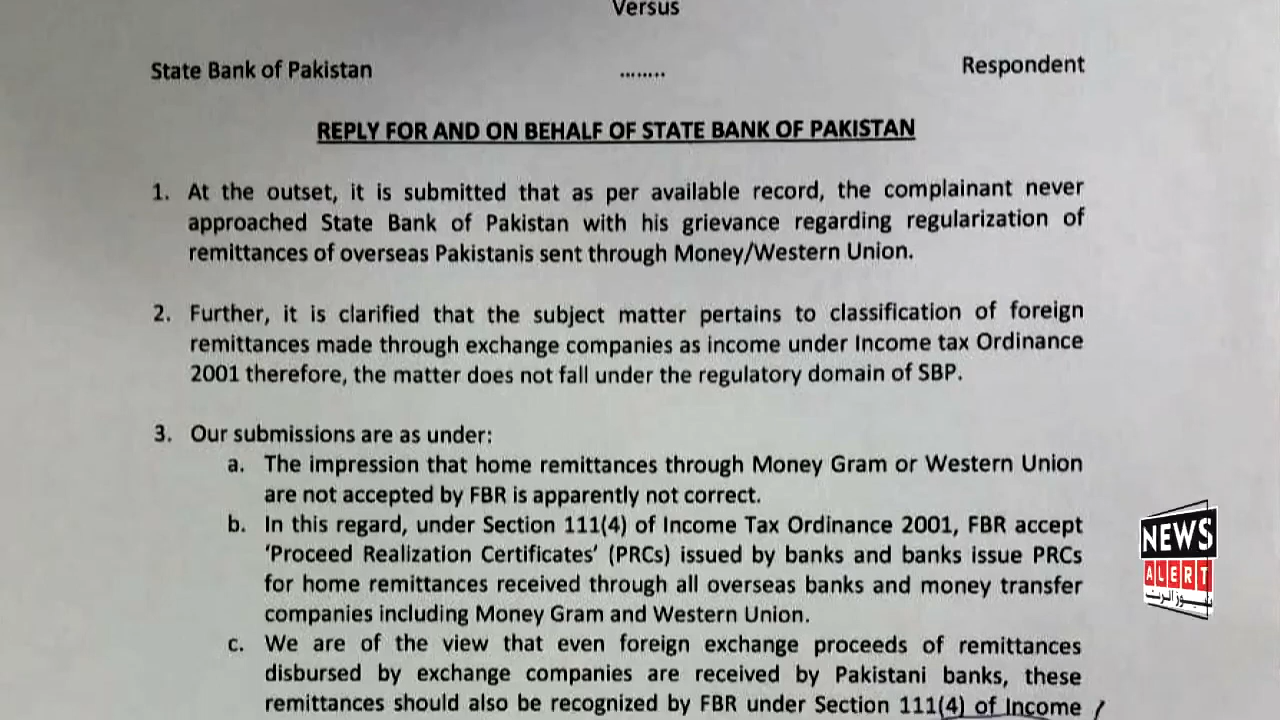 Versus
State Bank of Pakistan ........ Respondent
REPLY FOR AND ON BEHALF OF STATE BANK OF PAKISTAN
1. At the outset, it is submitted that as per available record, the complainant never
approached State Bank of Pakistan with his grievance regarding regularization of
remittances of overseas Pakistanis sent through Money/Western Union.
2. Further, it is clarified that the subject matter pertains to classification of foreign
remittances made through exchange companies as income under Income tax Ordinance
2001 therefore, the matter does not fall under the regulatory domain of SBP.
3. Our submissions are as under:
a. The impression that home remittances through Money Gram or Western Union
are not accepted by FBR is apparently not correct.
b. In this regard, under Section 111(4) of Income Tax Ordinance 2001, FBR accept
'Proceed Realization Certificates' (PRCs) issued by banks and banks issue PRCs
for home remittances received through all overseas banks and money transfer
companies including Money Gram and Western Union.
c. We are of the view that even foreign exchange proceeds of remittances
disbursed by exchange companies are received by Pakistani banks, these
remittances should also be recognized by FBR under Section 111(4) of Income
NEWS
ALERT
نیوز الرٹ